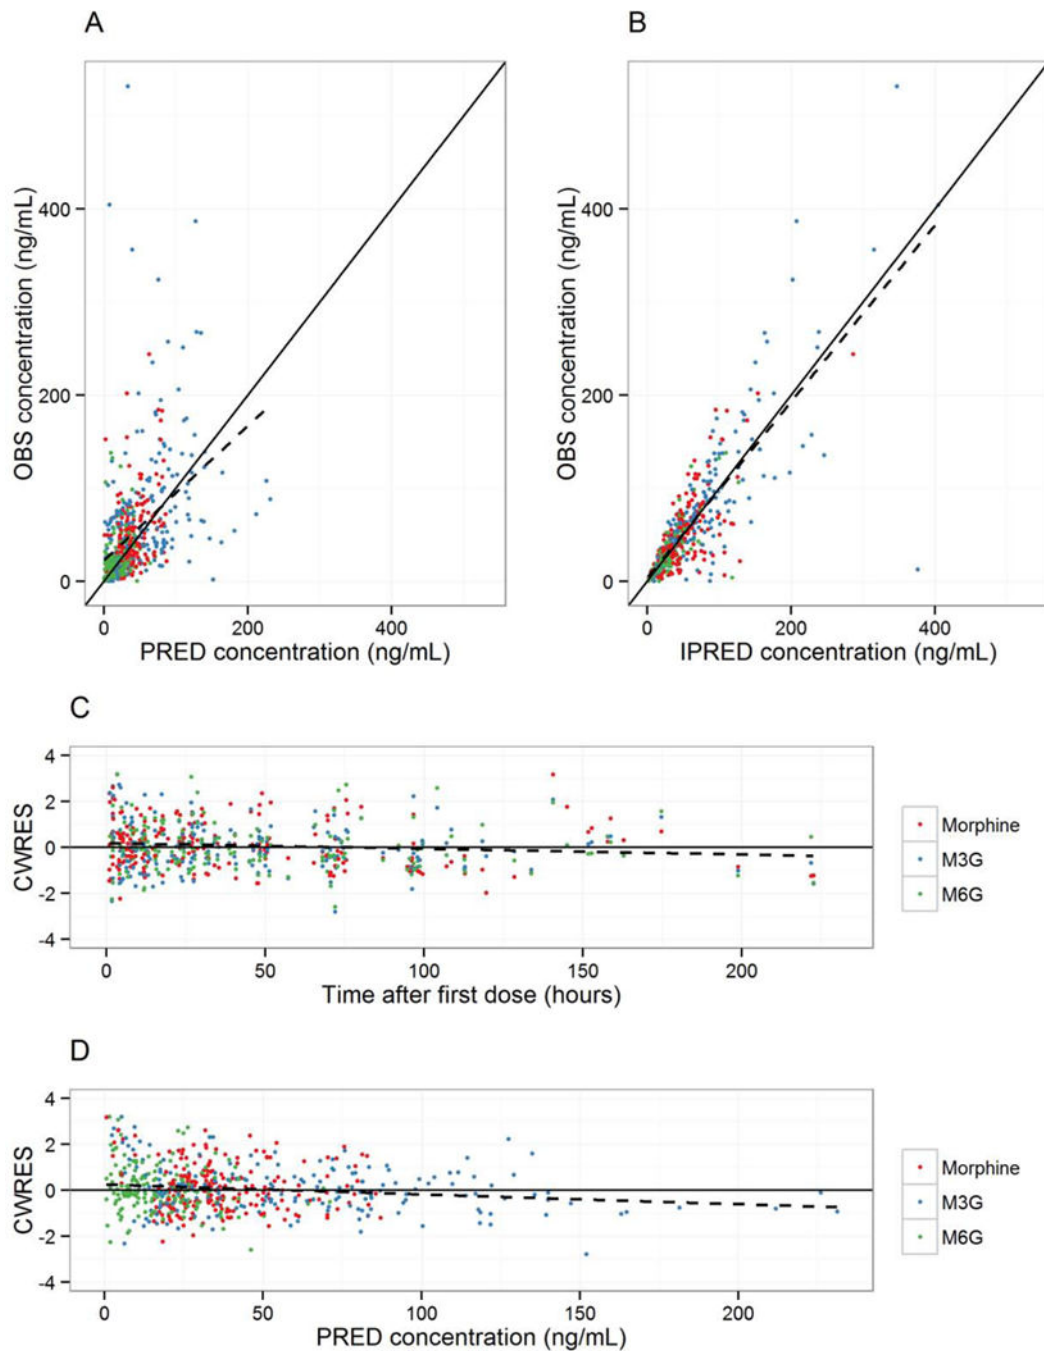 A
OBS concentration (ng/mL)
400
200
0
0 200 400
PRED concentration (ng/mL)
B
OBS concentration (ng/mL)
400
200
0
0 200 400
IPRED concentration (ng/mL)
C
CWRES
4
2
0
-2
-4
0 50 100 150 200
Time after first dose (hours)
Morphine
M3G
M6G
D
CWRES
4
2
0
-2
-4
0 50 100 150 200
PRED concentration (ng/mL)
Morphine
M3G
M6G